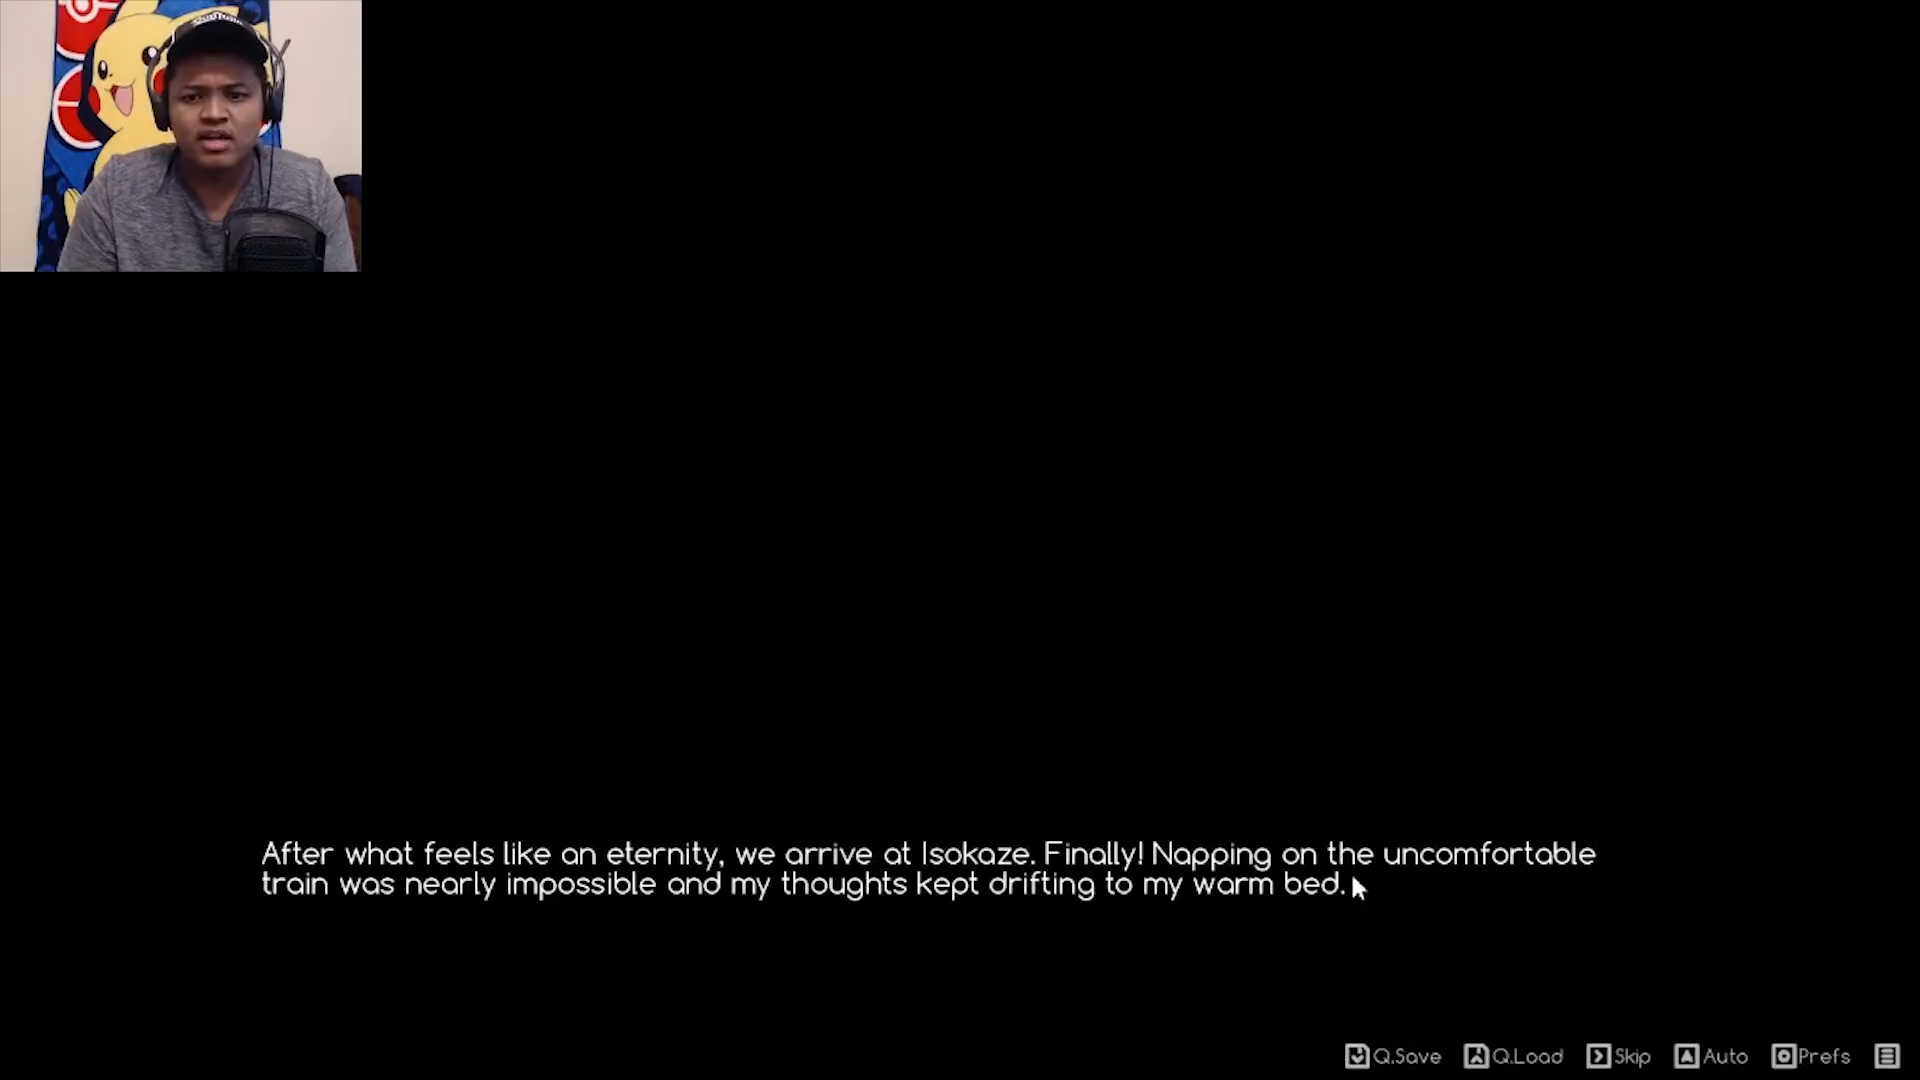 After what feels like an eternity, we arrive at Isokaze. Finally! Napping on the uncomfortable
train was nearly impossible and my thoughts kept drifting to my warm bed.
Q.Save Q.Load Skip Auto Prefs